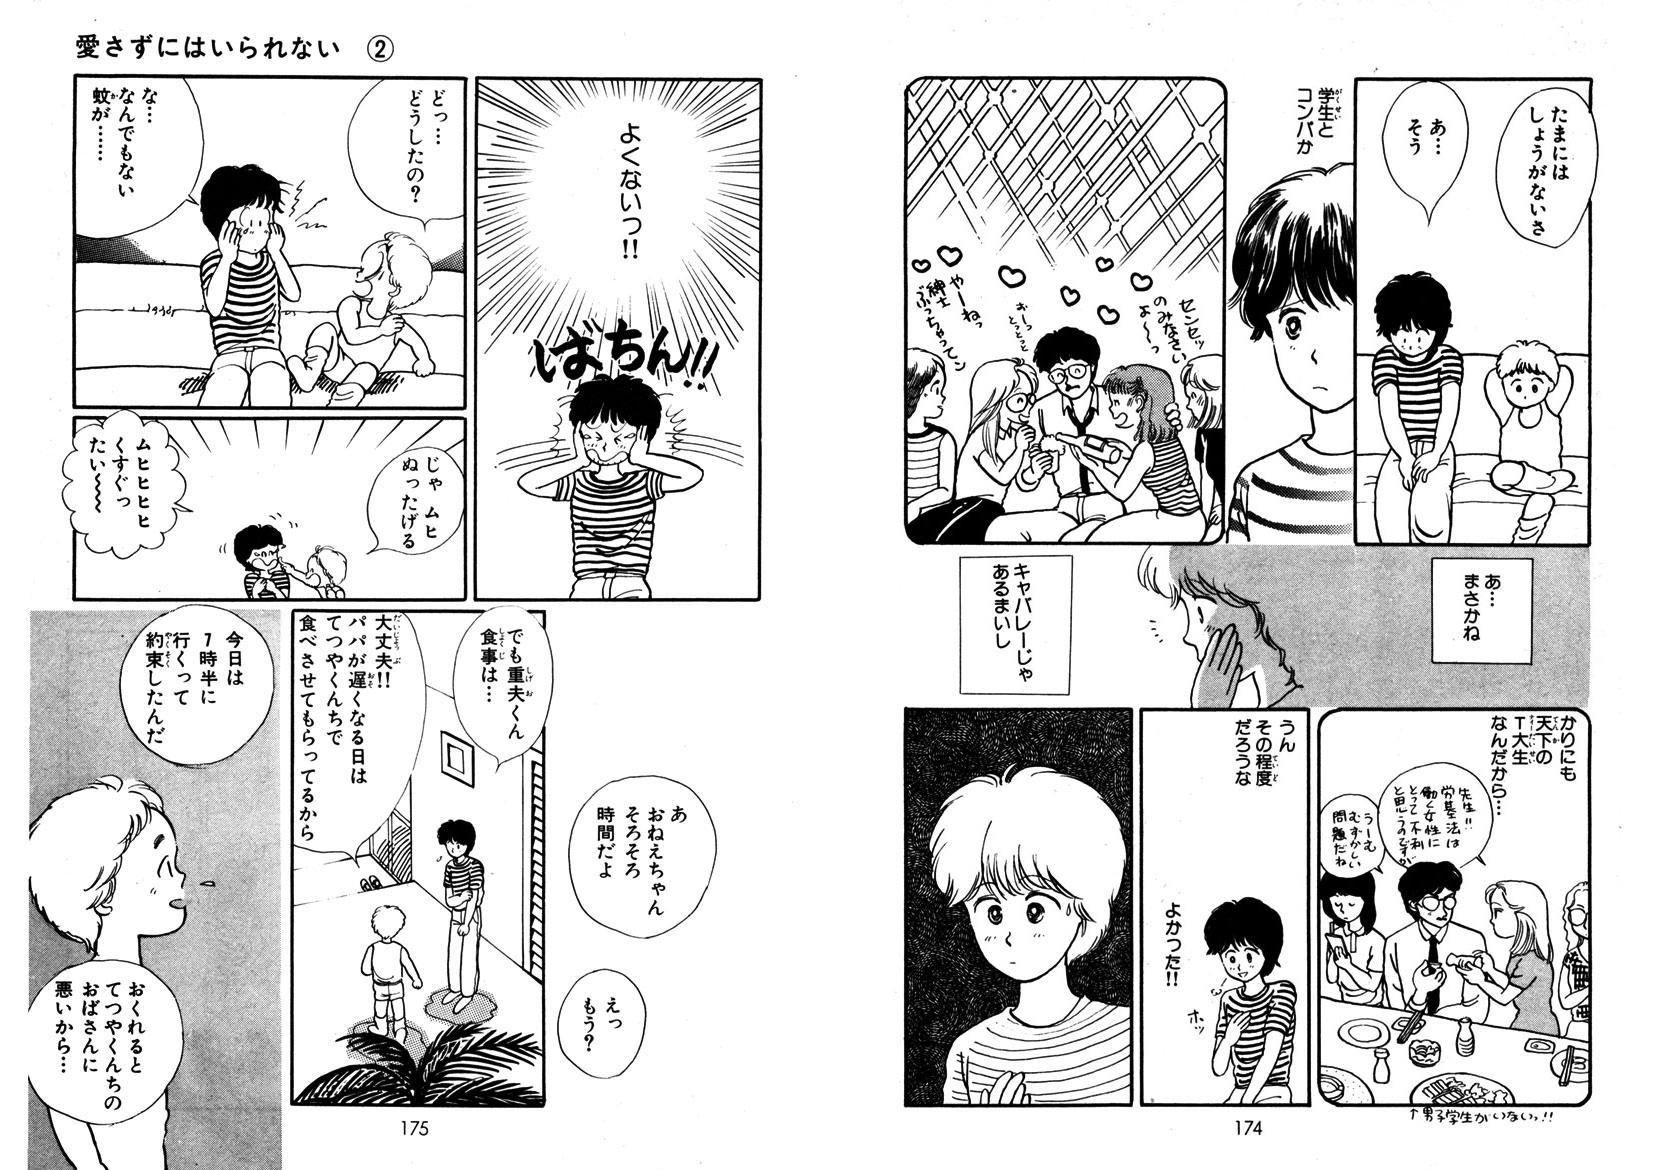 たまには
しょうがないさ
あ…
そう
学生と
コンパか
センセッ
のみなさい
よ〜っ
おーっ
とっとっと
やーねっ
紳士
ぶっちゃってン
あ…
まさかね
キャバレーじゃ
あるまいし
かりにも
天下の
T大生
なんだから…
先生!!
労基法は
働く女性に
とって不利
と思うのですが
うーむ
むずかしい
問題だね
↑男子学生がいないっ!!
うん
その程度
だろうな
よかった!!
ホッ
174
愛さずにはいられない ②
よくないっ!!
ばっちん!!
どっ…
どうしたの?
な…
なんでもない
蚊が……
じゃ ムヒ
ぬったげる
ムヒヒヒヒ
くすぐっ
たい〜〜〜
あ
おねえちゃん
そろそろ
時間だよ
えっ
もう?
でも重夫くん
食事は…
大丈夫!!
パパが遅くなる日は
てつやくんちで
食べさせてもらってるから
今日は
7時半に
行くって
約束したんだ
おくれると
てつやくんちの
おばさんに
悪いから…
175